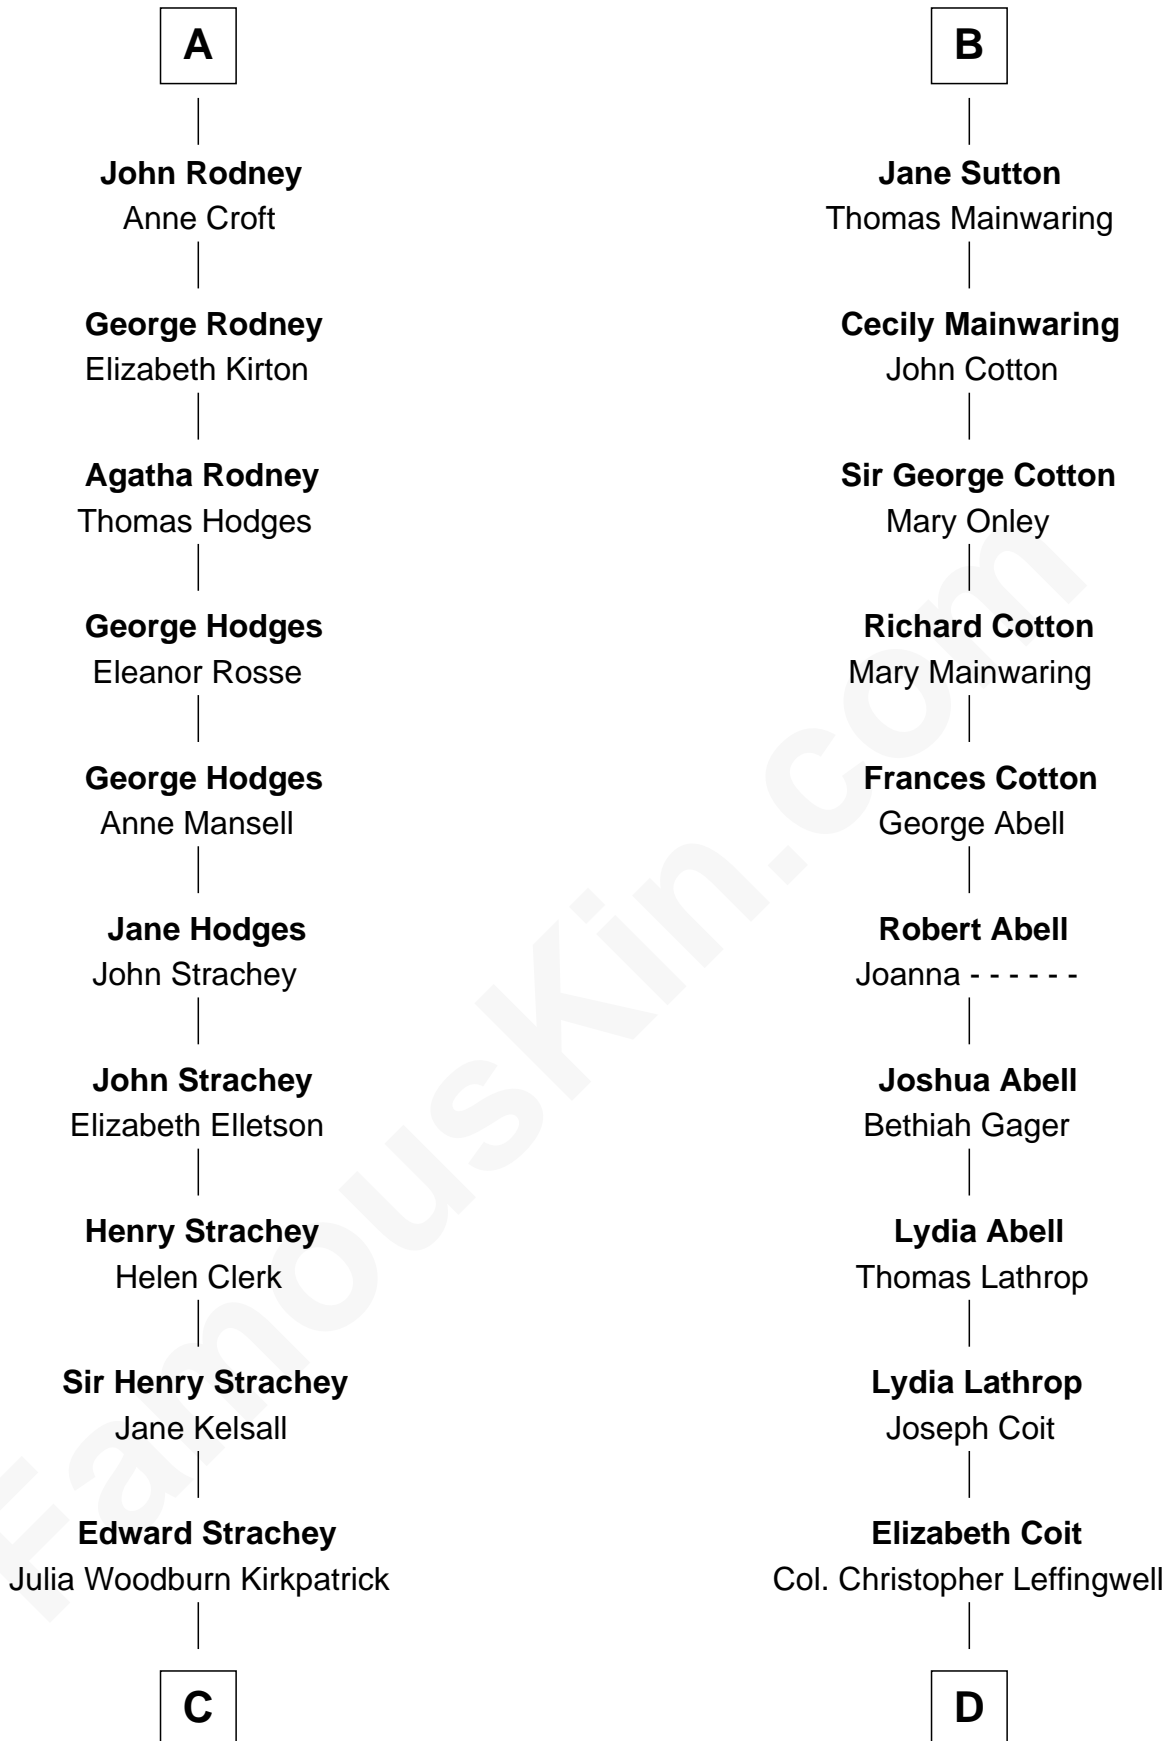 A
John Rodney
Anne Croft
George Rodney
Elizabeth Kirton
Agatha Rodney
Thomas Hodges
George Hodges
Eleanor Rosse
George Hodges
Anne Mansell
Jane Hodges
John Strachey
John Strachey
Elizabeth Elletson
Henry Strachey
Helen Clerk
Sir Henry Strachey
Jane Kelsall
Edward Strachey
Julia Woodburn Kirkpatrick
C
B
Jane Sutton
Thomas Mainwaring
Cecily Mainwaring
John Cotton
Sir George Cotton
Mary Onley
Richard Cotton
Mary Mainwaring
Frances Cotton
George Abell
Robert Abell
Joanna - - - - - -
Joshua Abell
Bethiah Gager
Lydia Abell
Thomas Lathrop
Lydia Lathrop
Joseph Coit
Elizabeth Coit
Col. Christopher Leffingwell
D
FamousKin.com